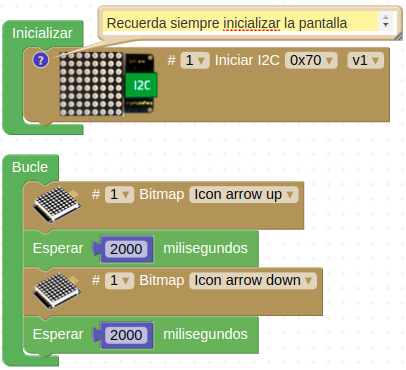 Recuerda siempre inicializar la pantalla
Inicializar
? I2C # 1 Iniciar I2C 0x70 v1
Bucle
# 1 Bitmap Icon arrow up
Esperar 2000 milisegundos
# 1 Bitmap Icon arrow down
Esperar 2000 milisegundos